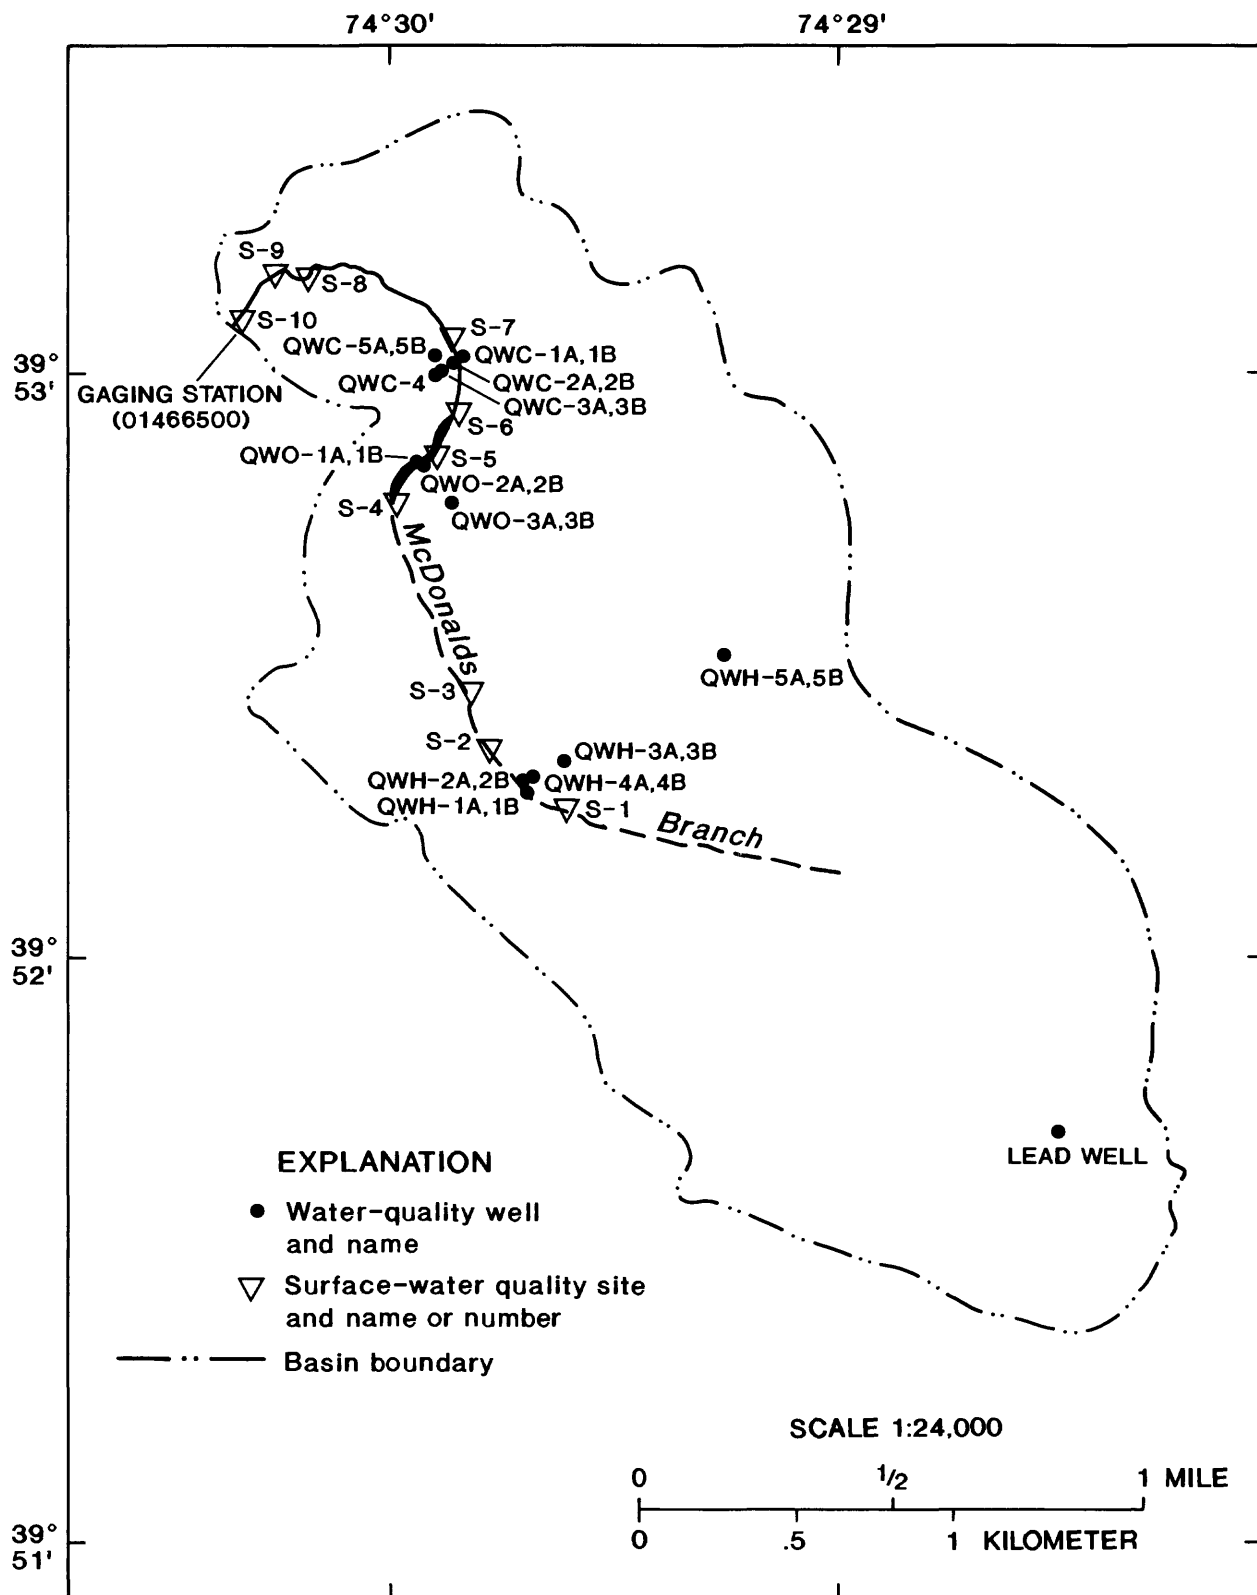 74°30'
74°29'
S-9
S-8
S-10
S-7
QWC-5A,5B
QWC-1A,1B
39°
53'
QWC-4
QWC-2A,2B
GAGING STATION
(01466500)
QWC-3A,3B
S-6
QWO-1A,1B
S-5
QWO-2A,2B
S-4
QWO-3A,3B
McDonalds
QWH-5A,5B
S-3
S-2
QWH-3A,3B
QWH-2A,2B
QWH-4A,4B
QWH-1A,1B
S-1
Branch
39°
52'
LEAD WELL
EXPLANATION
Water-quality well
and name
Surface-water quality site
and name or number
Basin boundary
SCALE 1:24,000
0 1/2 1 MILE
0 .5 1 KILOMETER
39°
51'